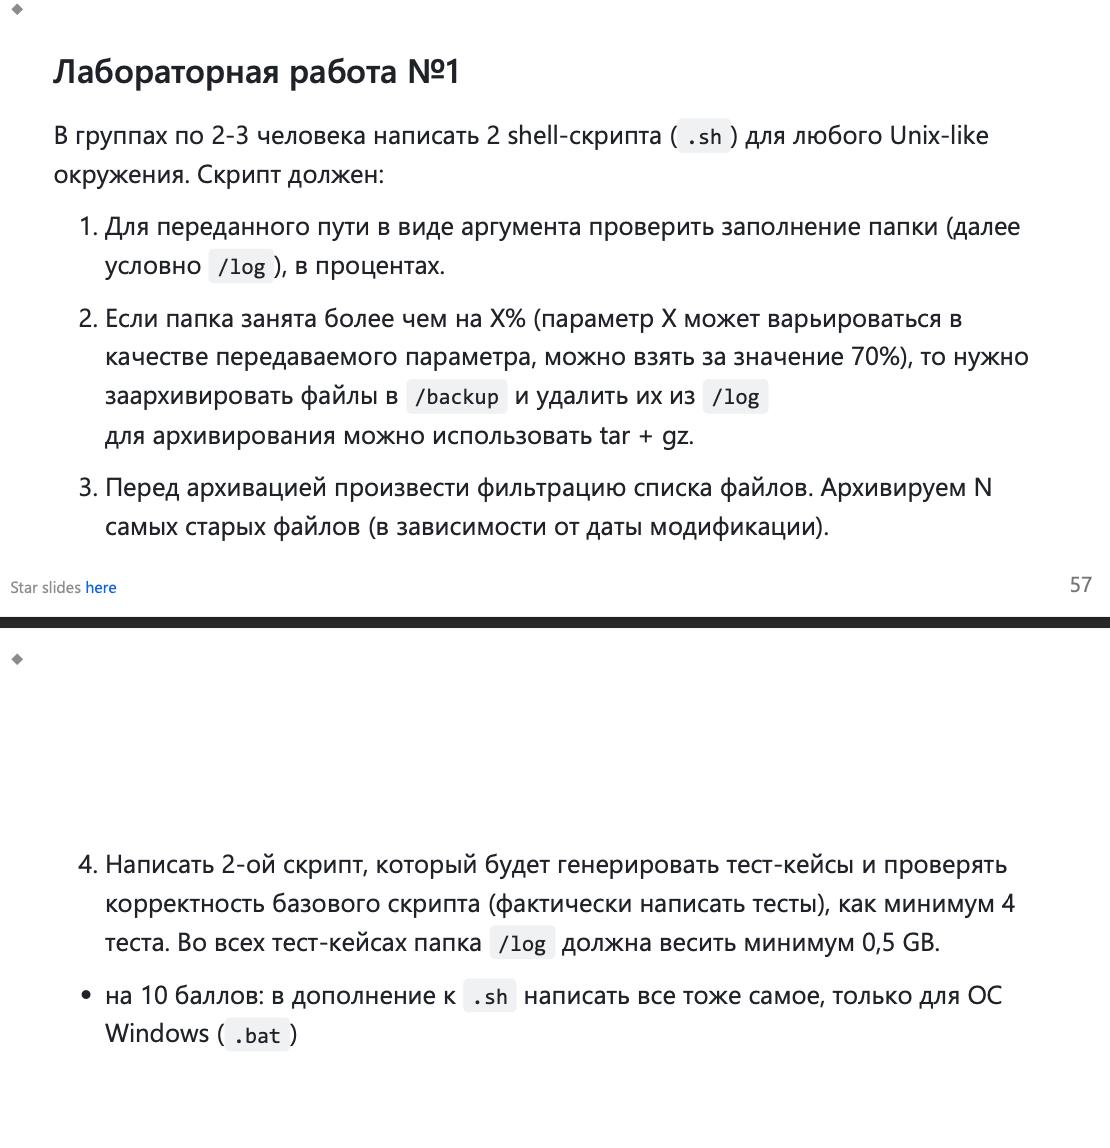 Лабораторная работа №1
В группах по 2-3 человека написать 2 shell-скрипта ( .sh ) для любого Unix-like
окружения. Скрипт должен:
1. Для переданного пути в виде аргумента проверить заполнение папки (далее
условно /log ), в процентах.
2. Если папка занята более чем на X% (параметр X может варьироваться в
качестве передаваемого параметра, можно взять за значение 70%), то нужно
заархивировать файлы в /backup и удалить их из /log
для архивирования можно использовать tar + gz.
3. Перед архивацией произвести фильтрацию списка файлов. Архивируем N
самых старых файлов (в зависимости от даты модификации).
Star slides here
57
4. Написать 2-ой скрипт, который будет генерировать тест-кейсы и проверять
корректность базового скрипта (фактически написать тесты), как минимум 4
теста. Во всех тест-кейсах папка /log должна весить минимум 0,5 GB.
• на 10 баллов: в дополнение к .sh написать все тоже самое, только для ОС
Windows ( .bat )